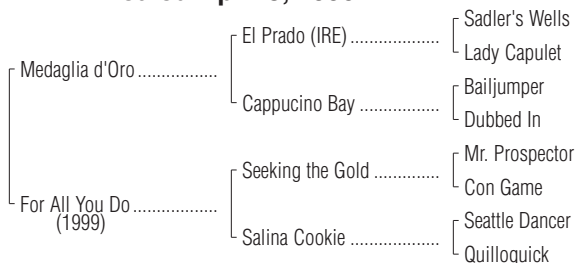 El Prado (IRE) ...................
Sadler's Wells
Lady Capulet
Medaglia d'Oro .................
Cappucino Bay .................
Bailjumper
Dubbed In
For All You Do ..................
(1999)
Seeking the Gold ...............
Mr. Prospector
Con Game
Salina Cookie ...................
Seattle Dancer
Quilloquick